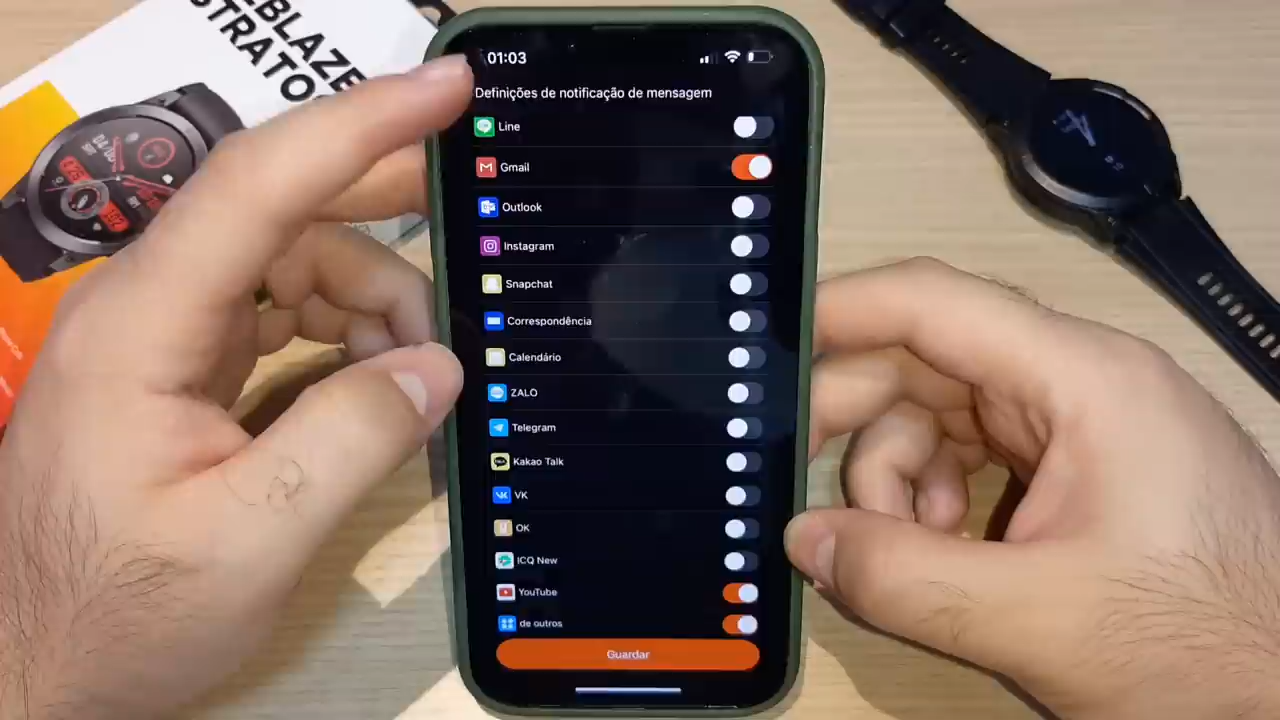 01:03
Definições de notificação de mensagem
Line
Gmail
Outlook
Instagram
Snapchat
Correspondência
Calendário
ZALO
Telegram
Kakao Talk
VK
OK
ICQ New
YouTube
de outros
Guardar